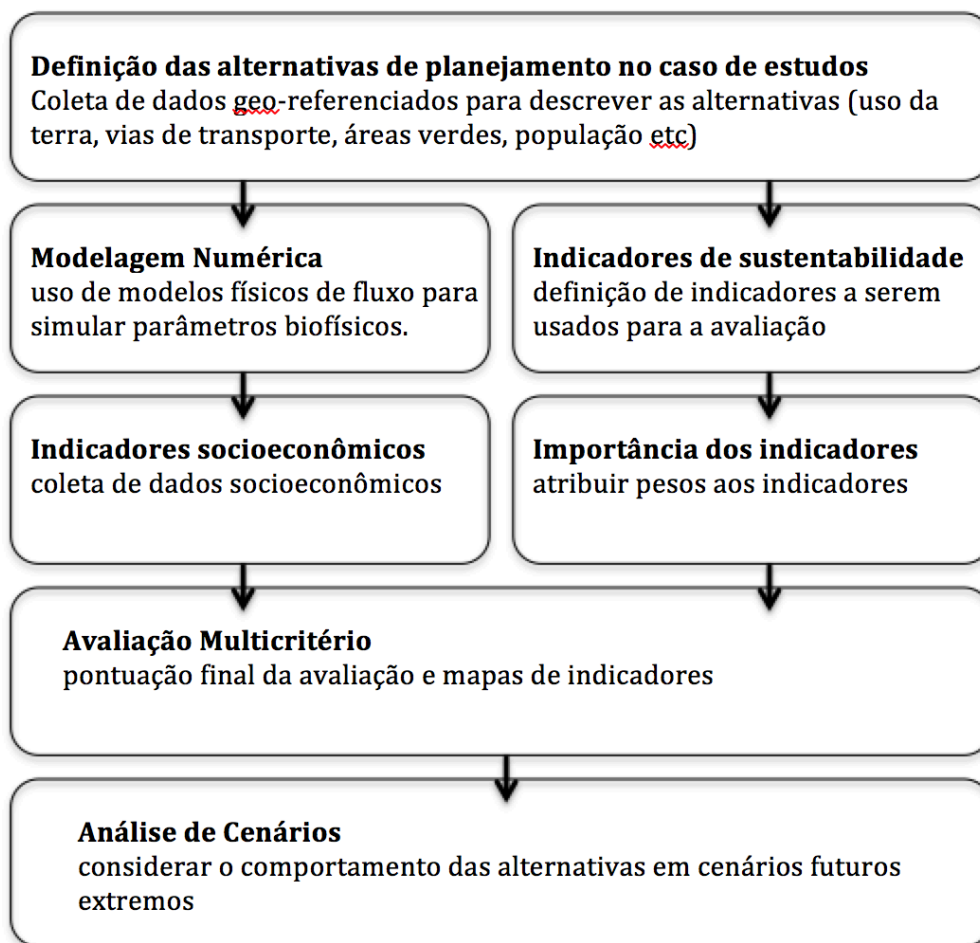 Definição das alternativas de planejamento no caso de estudos
Coleta de dados geo-referenciados para descrever as alternativas (uso da
terra, vias de transporte, áreas verdes, população etc)
Modelagem Numérica
uso de modelos físicos de fluxo para
simular parâmetros biofísicos.
Indicadores de sustentabilidade
definição de indicadores a serem
usados para a avaliação
Indicadores socioeconômicos
coleta de dados socioeconômicos
Importância dos indicadores
atribuir pesos aos indicadores
Avaliação Multicritério
pontuação final da avaliação e mapas de indicadores
Análise de Cenários
considerar o comportamento das alternativas em cenários futuros
extremos